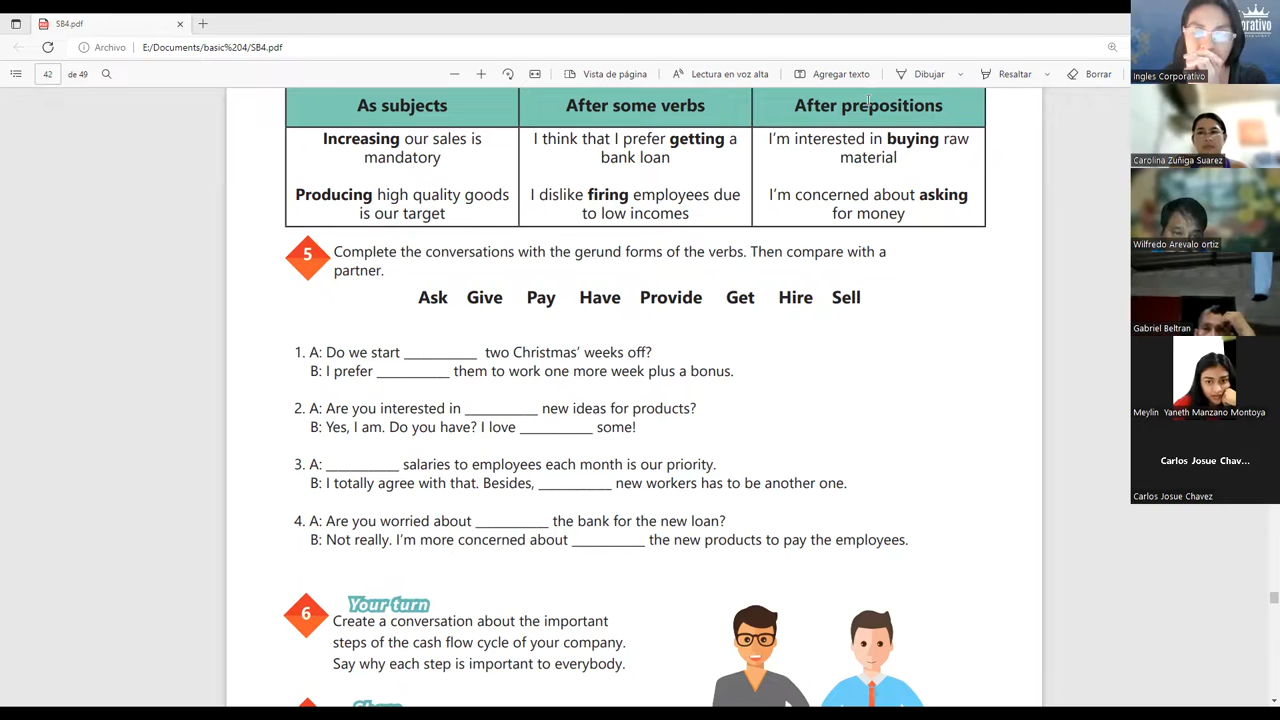 SB4.pdf
Archivo
E:/Documents/basic%204/SB4.pdf
42
de 49
Vista de página
Lectura en voz alta
Agregar texto
Dibujar
Resaltar
Borrar
As subjects
After some verbs
After prepositions
Increasing our sales is
mandatory
Producing high quality goods
is our target
I think that I prefer getting a
bank loan
I dislike firing employees due
to low incomes
I'm interested in buying raw
material
I'm concerned about asking
for money
5
Complete the conversations with the gerund forms of the verbs. Then compare with a
partner.
Ask Give Pay Have Provide Get Hire Sell
1. A: Do we start __________ two Christmas' weeks off?
B: I prefer __________ them to work one more week plus a bonus.
2. A: Are you interested in __________ new ideas for products?
B: Yes, I am. Do you have? I love __________ some!
3. A: __________ salaries to employees each month is our priority.
B: I totally agree with that. Besides, __________ new workers has to be another one.
4. A: Are you worried about __________ the bank for the new loan?
B: Not really. I'm more concerned about __________ the new products to pay the employees.
6
Your turn
Create a conversation about the important
steps of the cash flow cycle of your company.
Say why each step is important to everybody.
Share
orativo
Ingles Corporativo
Carolina Zuñiga Suarez
Wilfredo Arevalo ortiz
Gabriel Beltran
Meylin Yaneth Manzano Montoya
Carlos Josue Chav...
Carlos Josue Chavez